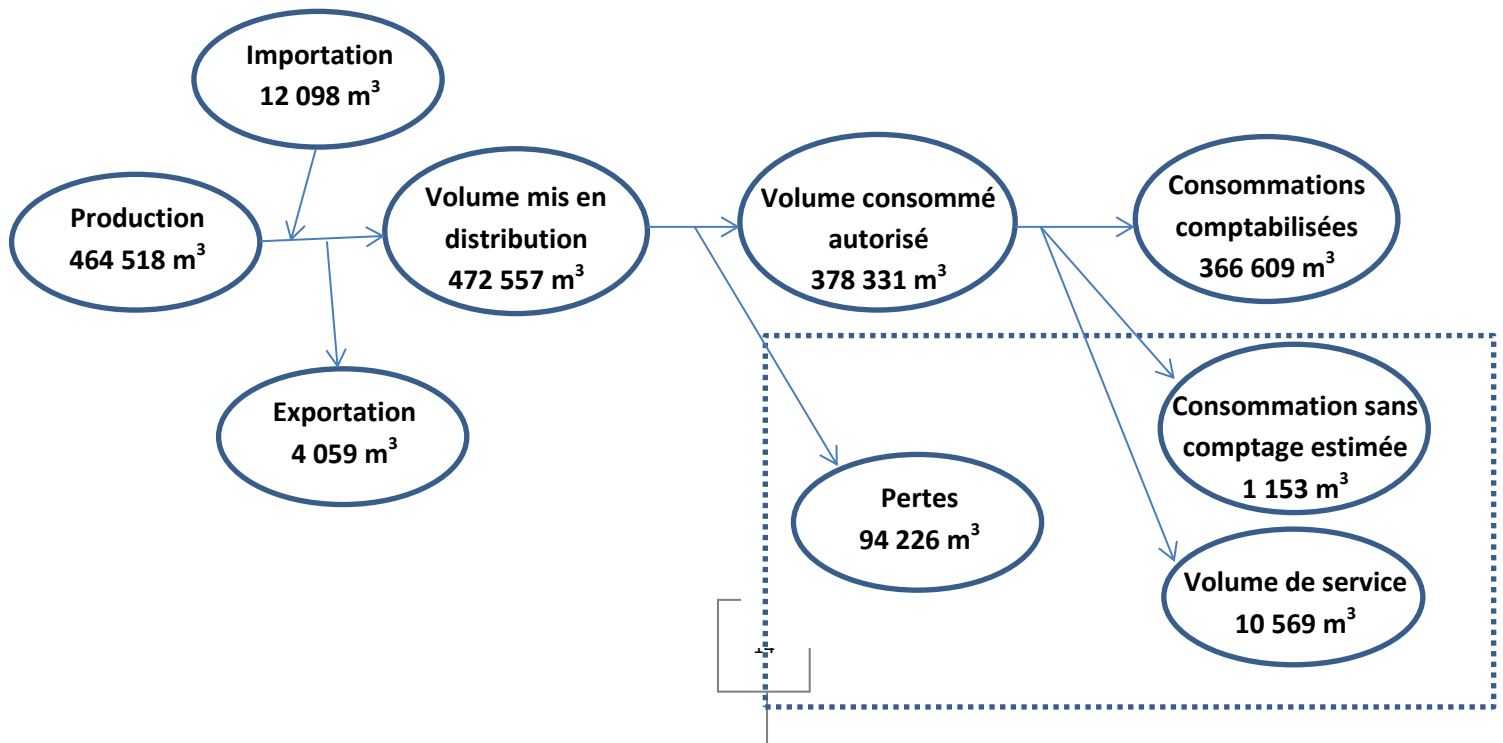 Importation
12 098 m³
Production
464 518 m³
Volume mis en
distribution
472 557 m³
Volume consommé
autorisé
378 331 m³
Consommations
comptabilisées
366 609 m³
Exportation
4 059 m³
Pertes
94 226 m³
Consommation sans
comptage estimée
1 153 m³
Volume de service
10 569 m³